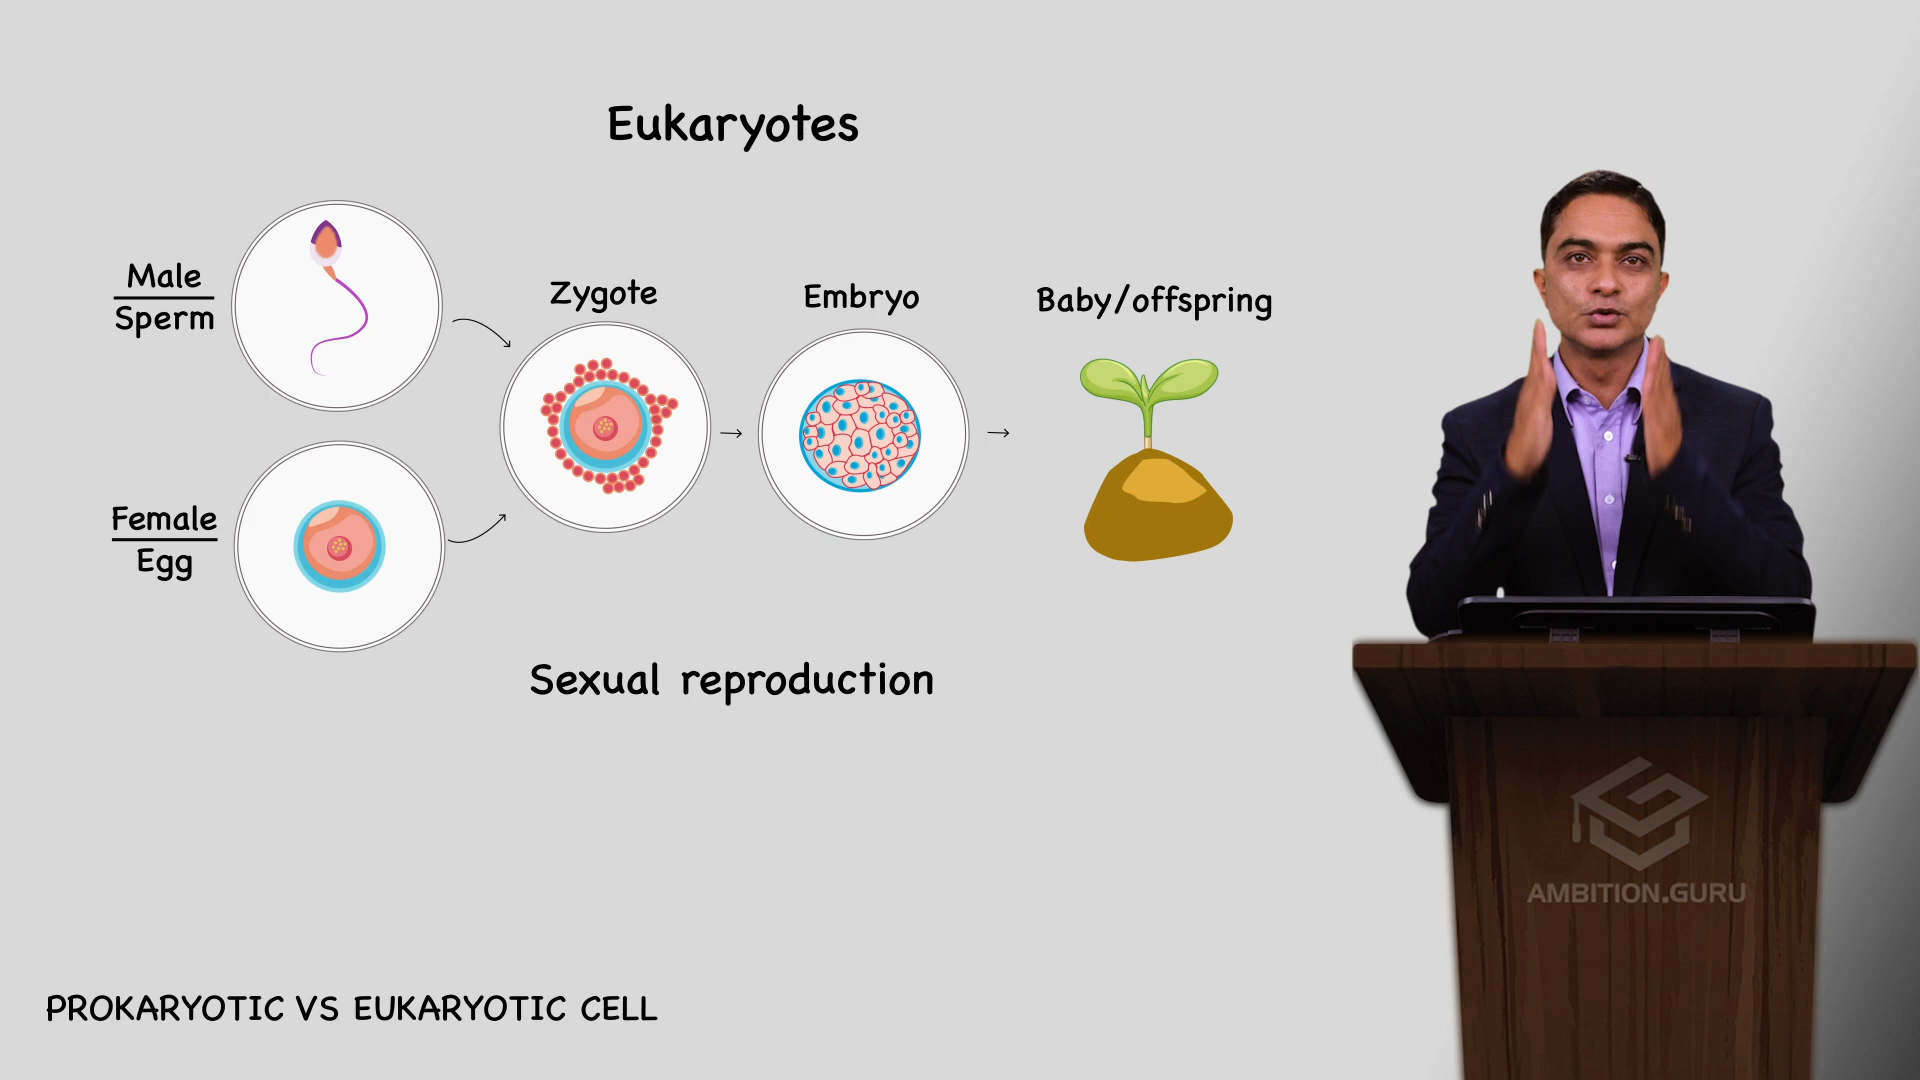 Eukaryotes
Male
Sperm
Zygote
Embryo
Baby/offspring
Female
Egg
Sexual reproduction
AMBITION.GURU
PROKARYOTIC VS EUKARYOTIC CELL